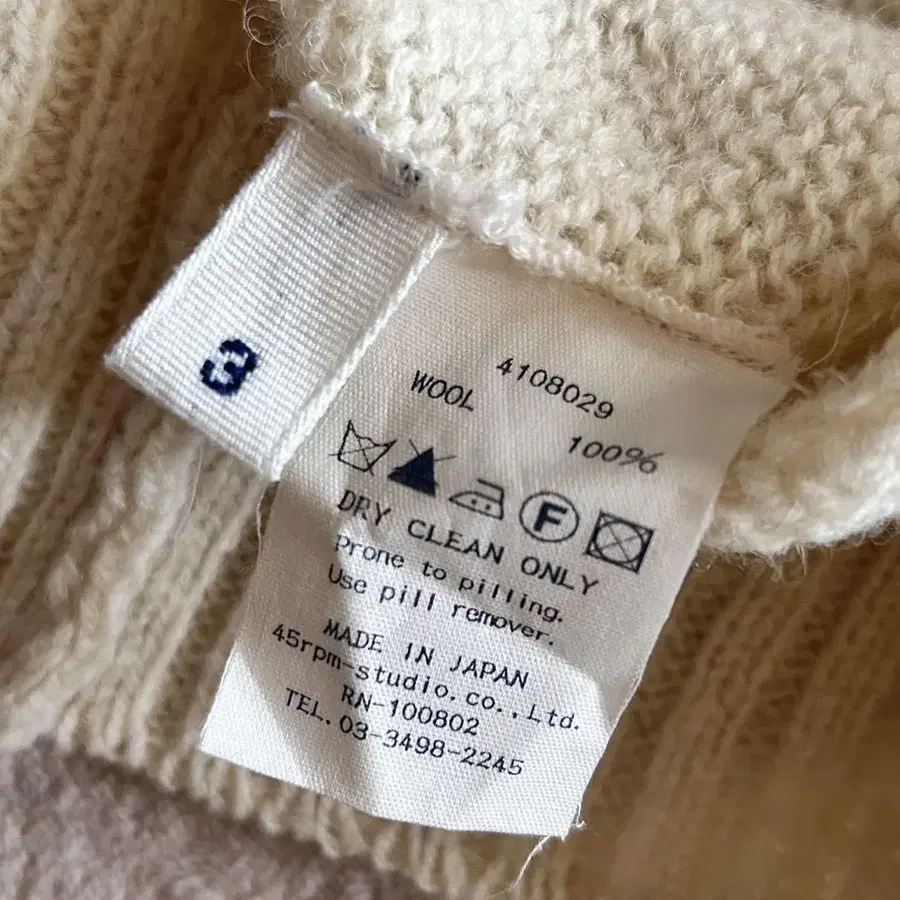 3
4108029
WOOL 100%
F
DRY CLEAN ONLY
Prone to pilling.
Use pill remover.
MADE IN JAPAN
45rpm-studio.co.,Ltd.
RN-100802
TEL. 03-3498-2245